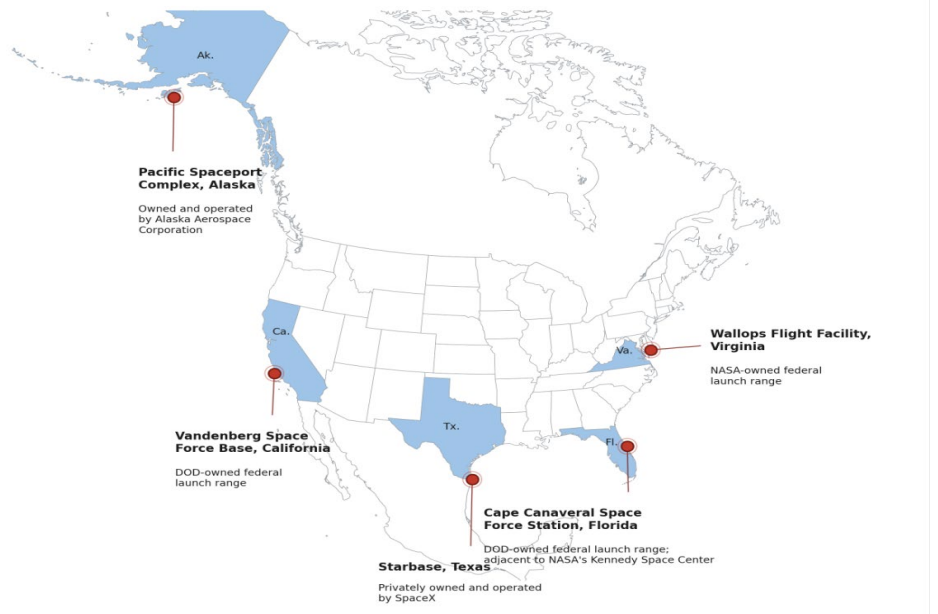 Ak.
Pacific Spaceport
Complex, Alaska
Owned and operated
by Alaska Aerospace
Corporation
Ca.
Wallops Flight Facility,
Virginia
Va.
NASA-owned federal
launch range
Tx.
Vandenberg Space
Force Base, California
Fl.
DOD-owned federal
launch range
Cape Canaveral Space
Force Station, Florida
DOD-owned federal launch range;
adjacent to NASA's Kennedy Space Center
Starbase, Texas
Privately owned and operated
by SpaceX